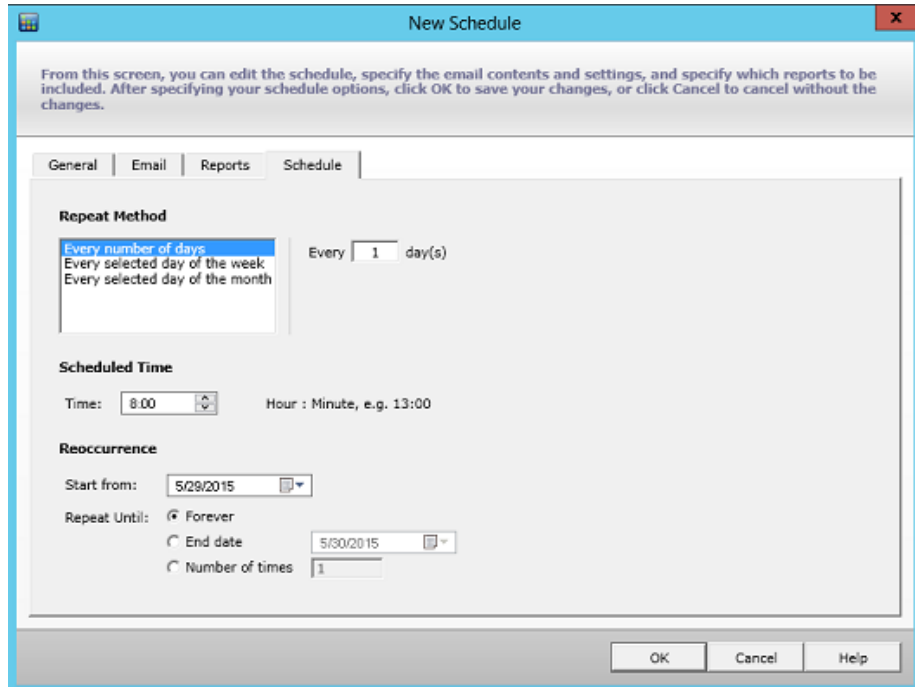 New Schedule
x
From this screen, you can edit the schedule, specify the email contents and settings, and specify which reports to be
included. After specifying your schedule options, click OK to save your changes, or click Cancel to cancel without the
changes.
General Email Reports Schedule
Repeat Method
Every number of days
Every selected day of the week
Every selected day of the month
Every 1 day(s)
Scheduled Time
Time: 8:00 Hour : Minute, e.g. 13:00
Reoccurrence
Start from: 5/29/2015
Repeat Until: Forever
End date 5/30/2015
Number of times 1
OK Cancel Help